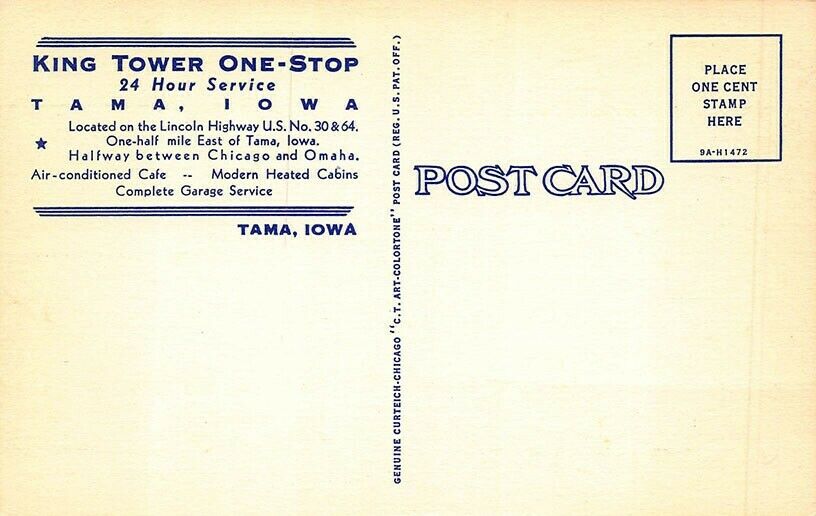 KING TOWER ONE-STOP
24 Hour Service
TAMA, IOWA
★ Located on the Lincoln Highway U.S. No. 30 & 64.
One-half mile East of Tama, Iowa.
Halfway between Chicago and Omaha.
Air-conditioned Cafe -- Modern Heated Cabins
Complete Garage Service
TAMA, IOWA
GENUINE CURTEICH-CHICAGO "C.T. ART-COLORTONE" POST CARD (REG. U.S. PAT. OFF.)
POST CARD
PLACE
ONE CENT
STAMP
HERE
9A-H1472